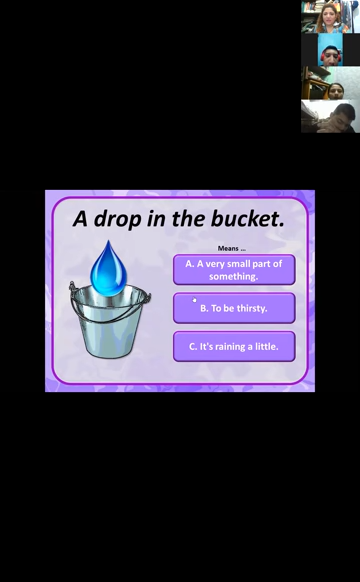 A drop in the bucket.
Means ...
A. A very small part of
something.
B. To be thirsty.
C. It's raining a little.